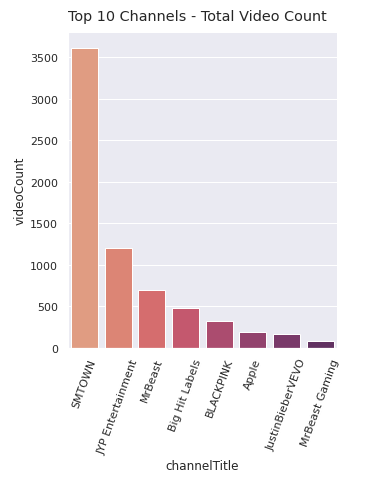 Top 10 Channels - Total Video Count
videoCount
3500
3000
2500
2000
1500
1000
500
0
SMTOWN
JYP Entertainment
MrBeast
Big Hit Labels
BLACKPINK
Apple
JustinBieberVEVO
MrBeast Gaming
channelTitle